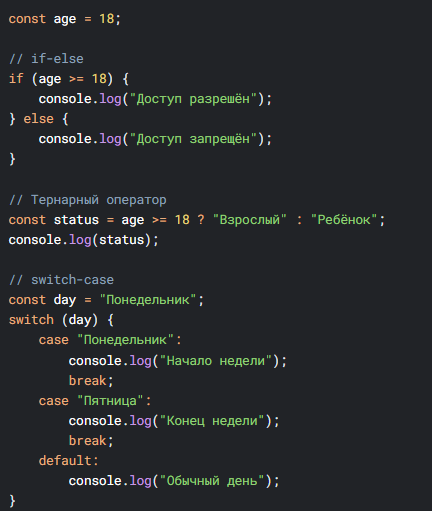 const age = 18;
// if-else
if (age >= 18) {
    console.log("Доступ разрешён");
} else {
    console.log("Доступ запрещён");
}
// Тернарный оператор
const status = age >= 18 ? "Взрослый" : "Ребёнок";
console.log(status);
// switch-case
const day = "Понедельник";
switch (day) {
    case "Понедельник":
        console.log("Начало недели");
        break;
    case "Пятница":
        console.log("Конец недели");
        break;
    default:
        console.log("Обычный день");
}